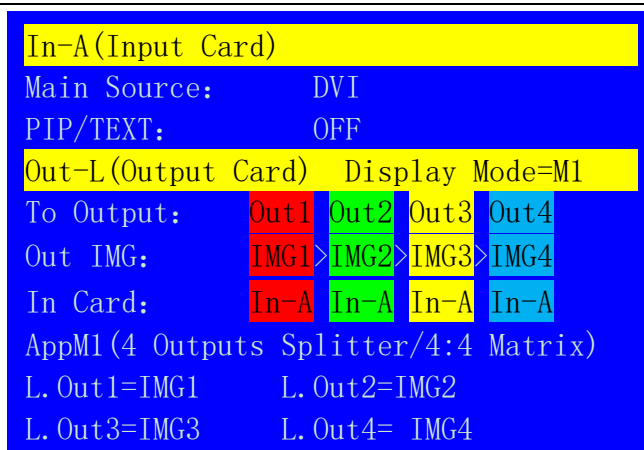 In-A(Input Card)
Main Source： DVI
PIP/TEXT： OFF
Out-L(Output Card) Display Mode=M1
To Output： Out1 Out2 Out3 Out4
Out IMG： IMG1>IMG2>IMG3>IMG4
In Card： In-A In-A In-A In-A
AppM1(4 Outputs Splitter/4:4 Matrix)
L.Out1=IMG1 L.Out2=IMG2
L.Out3=IMG3 L.Out4= IMG4